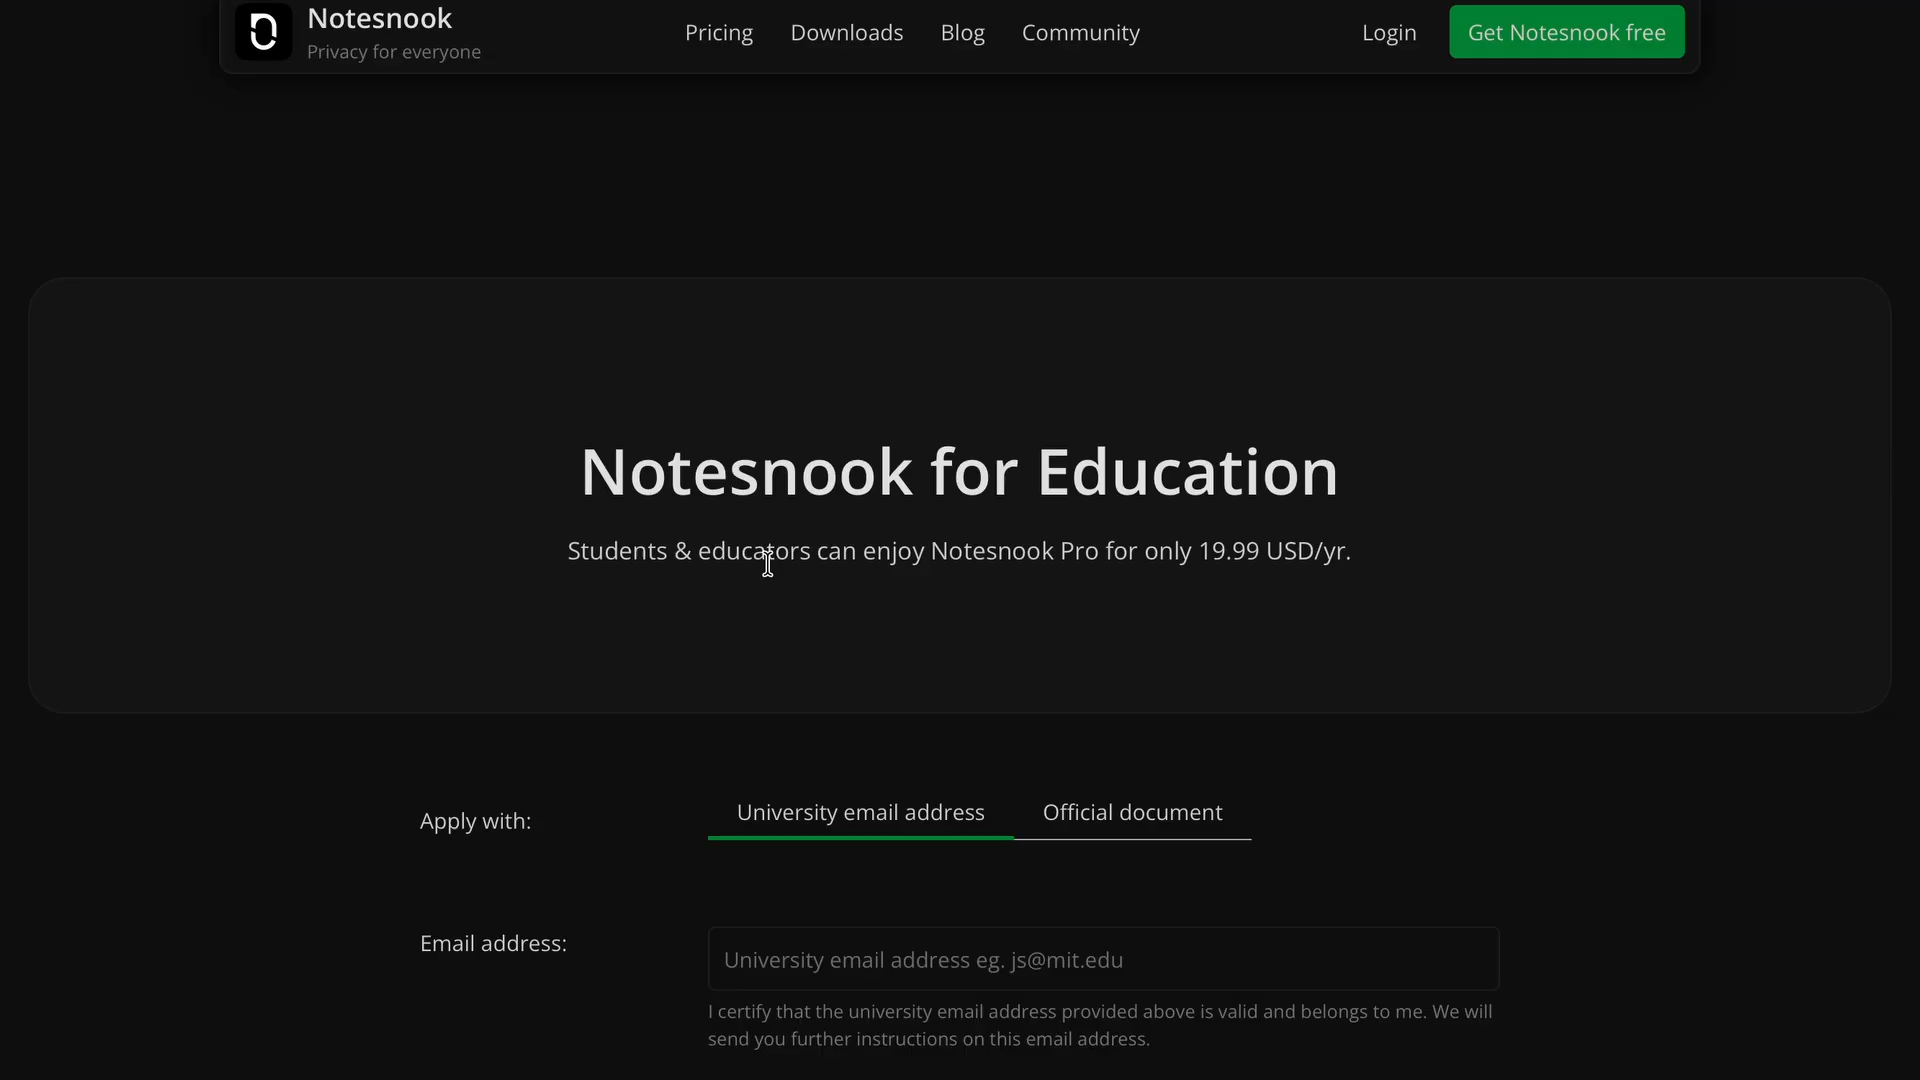 Notesnook
Privacy for everyone
Pricing
Downloads
Blog
Community
Login
Get Notesnook free
Notesnook for Education
Students & educators can enjoy Notesnook Pro for only 19.99 USD/yr.
Apply with:
University email address
Official document
Email address:
University email address eg. js@mit.edu
I certify that the university email address provided above is valid and belongs to me. We will
send you further instructions on this email address.